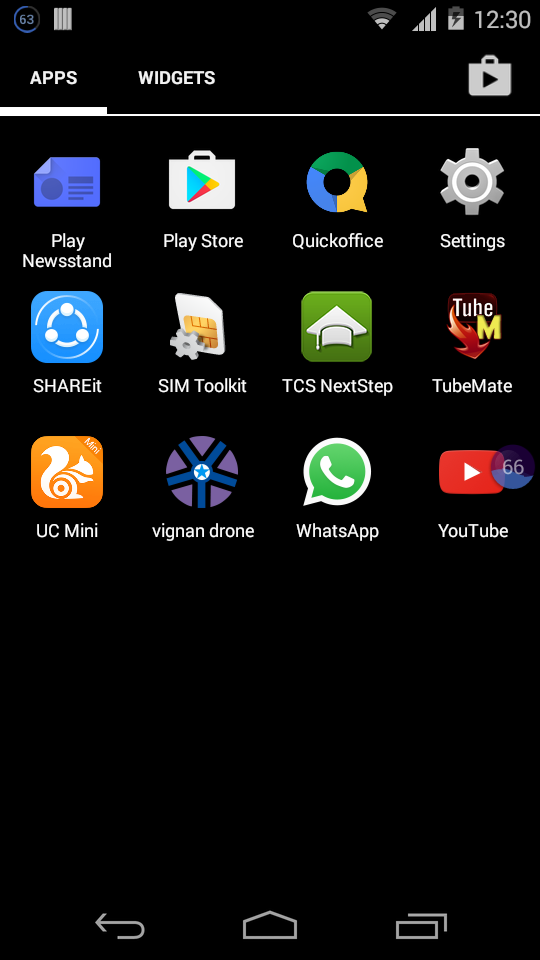 63
12:30
APPS
WIDGETS
Play
Newsstand
Play Store
Quickoffice
Settings
Tube
M
SHAREit
SIM Toolkit
TCS NextStep
TubeMate
Mini
66
UC Mini
vignan drone
WhatsApp
YouTube